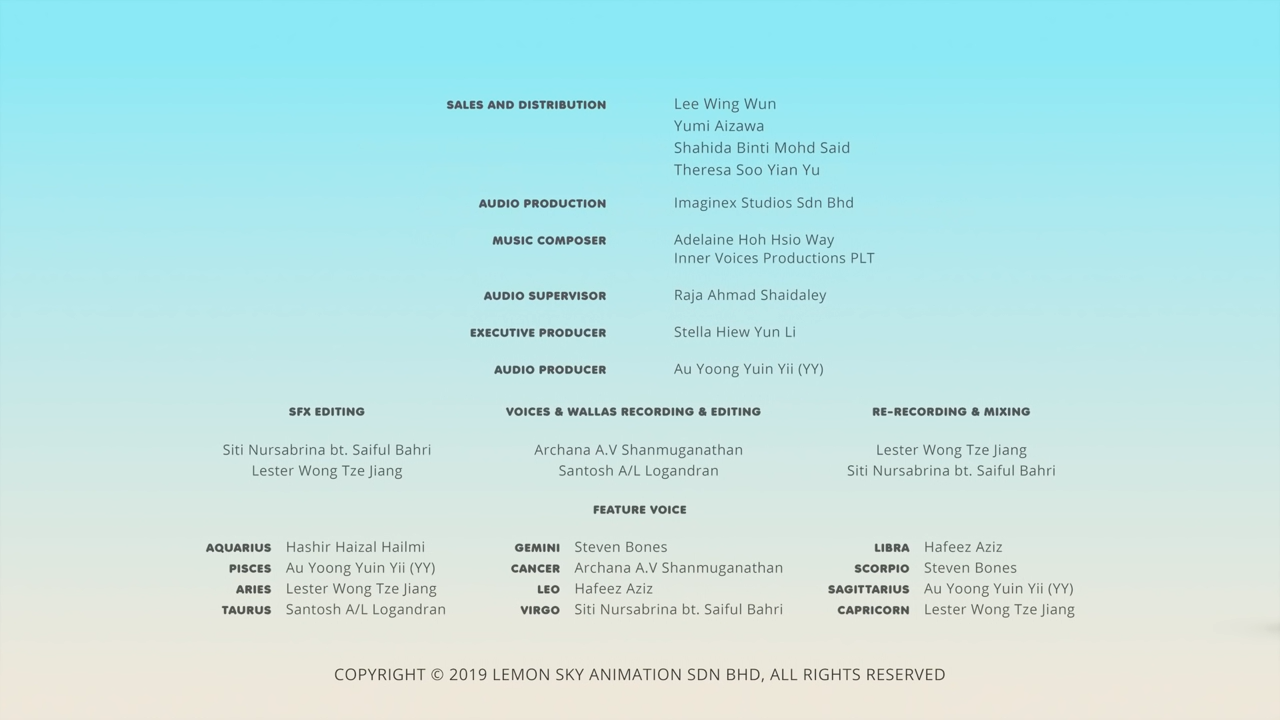 SALES AND DISTRIBUTION Lee Wing Wun
Yumi Aizawa
Shahida Binti Mohd Said
Theresa Soo Yian Yu
AUDIO PRODUCTION Imaginex Studios Sdn Bhd
MUSIC COMPOSER Adelaine Hoh Hsio Way
Inner Voices Productions PLT
AUDIO SUPERVISOR Raja Ahmad Shaidaley
EXECUTIVE PRODUCER Stella Hiew Yun Li
AUDIO PRODUCER Au Yoong Yuin Yii (YY)
SFX EDITING
Siti Nursabrina bt. Saiful Bahri
Lester Wong Tze Jiang
VOICES & WALLAS RECORDING & EDITING
Archana A.V Shanmuganathan
Santosh A/L Logandran
RE-RECORDING & MIXING
Lester Wong Tze Jiang
Siti Nursabrina bt. Saiful Bahri
FEATURE VOICE
AQUARIUS Hashir Haizal Hailmi
PISCES Au Yoong Yuin Yii (YY)
ARIES Lester Wong Tze Jiang
TAURUS Santosh A/L Logandran
GEMINI Steven Bones
CANCER Archana A.V Shanmuganathan
LEO Hafeez Aziz
VIRGO Siti Nursabrina bt. Saiful Bahri
LIBRA Hafeez Aziz
SCORPIO Steven Bones
SAGITTARIUS Au Yoong Yuin Yii (YY)
CAPRICORN Lester Wong Tze Jiang
COPYRIGHT © 2019 LEMON SKY ANIMATION SDN BHD, ALL RIGHTS RESERVED